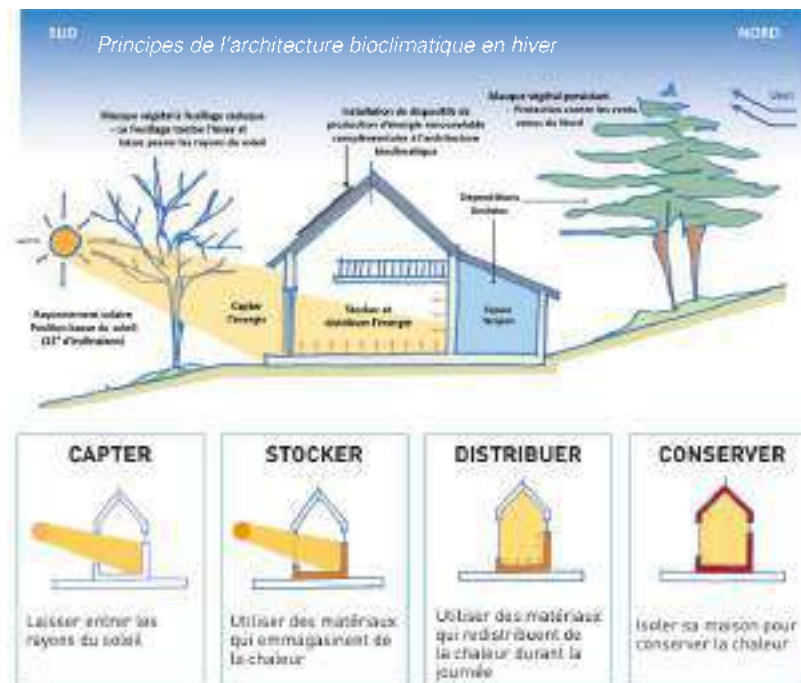 SUD
Principes de l'architecture bioclimatique en hiver
NORD
Masque végétal à feuillage caduque
- Le feuillage tombe l'hiver et
laisse passer les rayons du soleil
Installation de dispositifs de
production d'énergie renouvelable
complémentaire à l'architecture
bioclimatique
Masque végétal persistant
Protection contre les vents
venus du Nord
Vent
Capter
l'énergie
Stocker et
distribuer l'énergie
Espace
tampon
Rayonnement solaire
Position basse du soleil
CAPTER
Laisser entrer les
rayons du soleil
STOCKER
Utiliser des matériaux
qui emmagasinent de
la chaleur
DISTRIBUER
Utiliser des matériaux
qui redistribuent de
la chaleur durant la
journée
CONSERVER
Isoler sa maison pour
conserver la chaleur